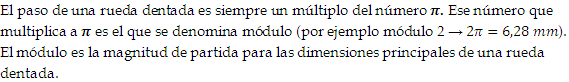 El paso de una rueda dentada es siempre un múltiplo del número π. Ese número que
multiplica a π es el que se denomina módulo (por ejemplo módulo 2 → 2π = 6,28 mm).
El módulo es la magnitud de partida para las dimensiones principales de una rueda
dentada.